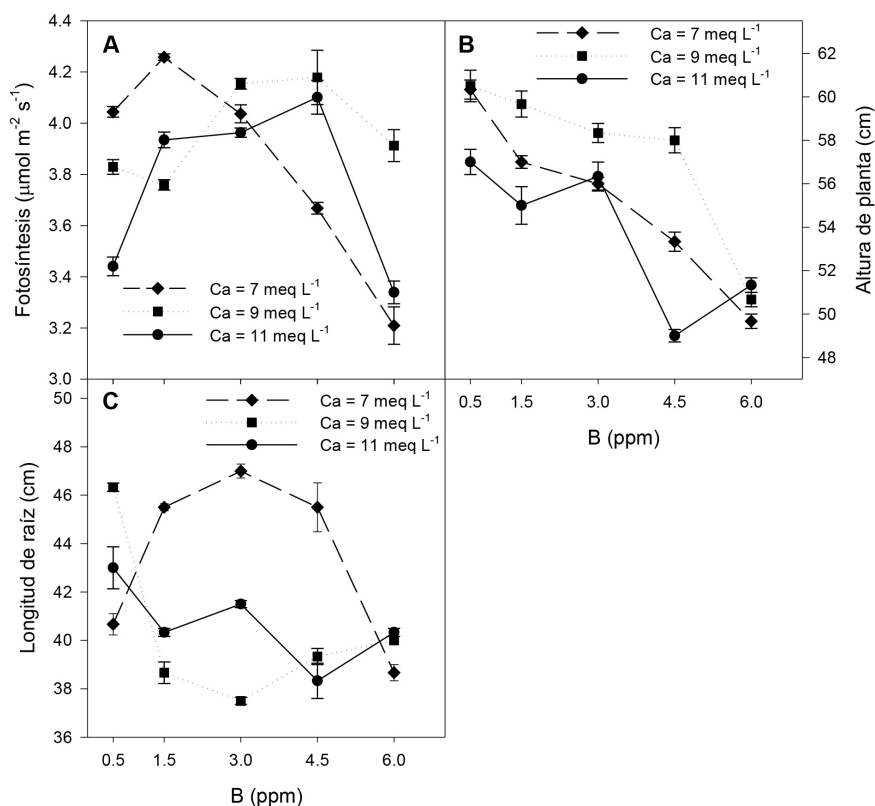 A
4.4
4.2
4.0
3.8
3.6
3.4
3.2
3.0
Fotosíntesis (µmol m⁻² s⁻¹)
Ca = 7 meq L⁻¹
Ca = 9 meq L⁻¹
Ca = 11 meq L⁻¹
B
Ca = 7 meq L⁻¹
Ca = 9 meq L⁻¹
Ca = 11 meq L⁻¹
62
60
58
56
54
52
50
48
Altura de planta (cm)
0.5 1.5 3.0 4.5 6.0
B (ppm)
C
Ca = 7 meq L⁻¹
Ca = 9 meq L⁻¹
Ca = 11 meq L⁻¹
50
48
46
44
42
40
38
36
Longitud de raíz (cm)
0.5 1.5 3.0 4.5 6.0
B (ppm)